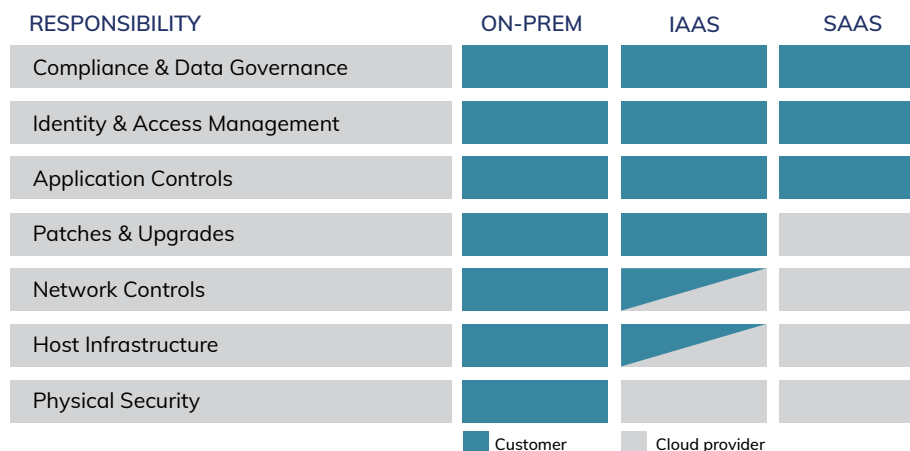 RESPONSIBILITY ON-PREM IAAS SAAS
Compliance & Data Governance
Identity & Access Management
Application Controls
Patches & Upgrades
Network Controls
Host Infrastructure
Physical Security
Customer Cloud provider